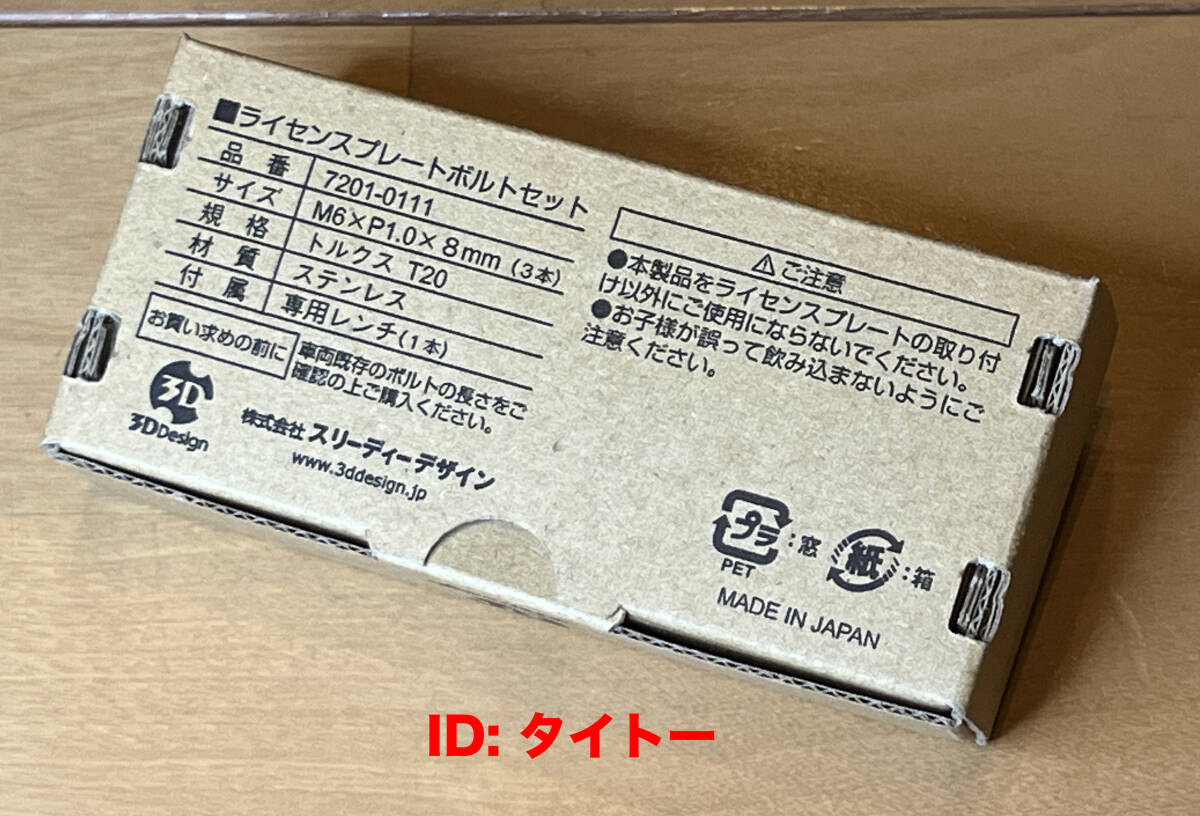 ■ライセンスプレートボルトセット
品番 7201-0111
サイズ M6×P1.0×8mm(3本)
規格 トルクス T20
材質 ステンレス
付属 専用レンチ(1本)
お買い求めの前に
車両既存のボルトの長さをご
確認の上ご購入ください。
3D
3DDesign
株式会社 スリーディーデザイン
www.3ddesign.jp
⚠ご注意
●本製品をライセンスプレートの取り付
け以外にご使用にならないでください。
●お子様が誤って飲み込まないようにご
注意ください。
プラ:窓
PET
紙:箱
MADE IN JAPAN
ID: タイトー